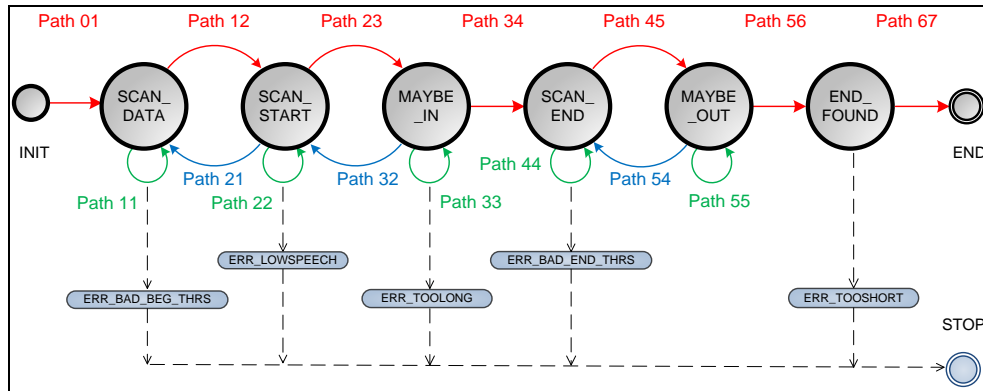 Path 01
Path 12
Path 23
Path 34
Path 45
Path 56
Path 67
SCAN_
DATA
SCAN_
START
MAYBE
_IN
SCAN_
END
MAYBE
_OUT
END_
FOUND
INIT
END
Path 11
Path 21
Path 22
Path 32
Path 33
Path 44
Path 54
Path 55
ERR_LOWSPEECH
ERR_BAD_END_THRS
ERR_BAD_BEG_THRS
ERR_TOOLONG
ERR_TOOSHORT
STOP